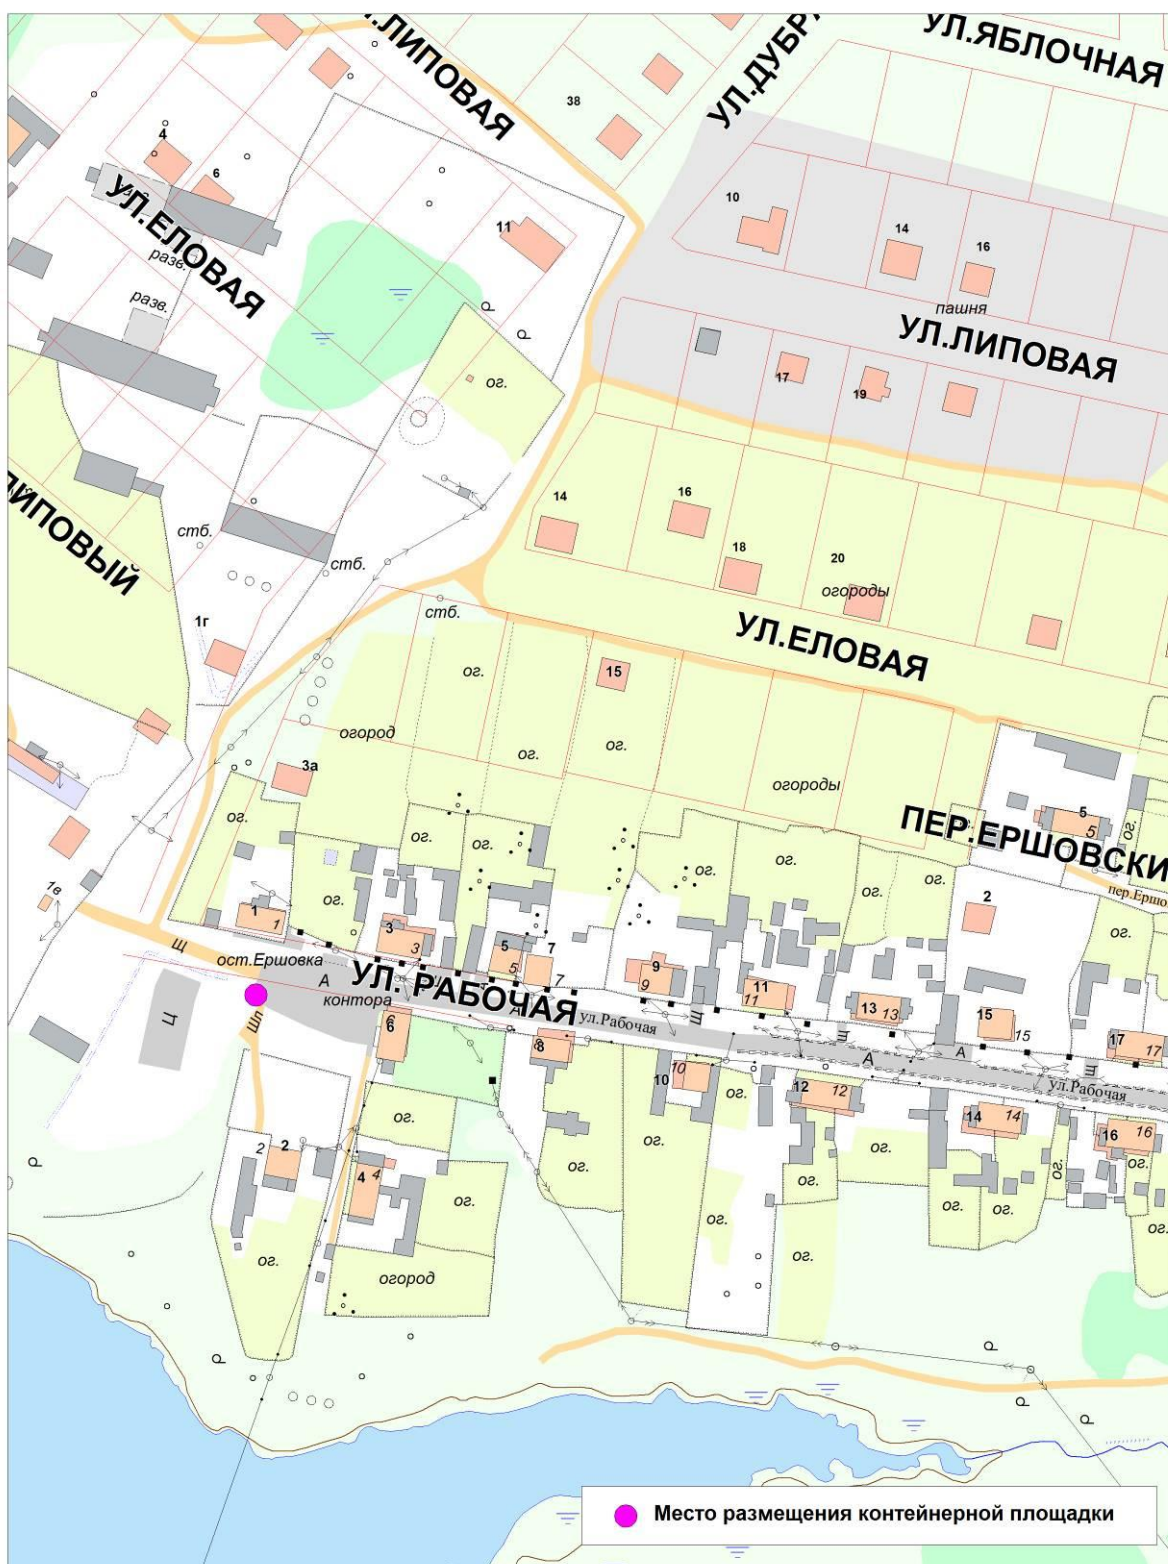 УЛ.ЛИПОВАЯ
УЛ.ЯБЛОЧНАЯ
38
4
6
УЛ.ЕЛОВАЯ
разв.
разв.
11
10
14
16
пашня
УЛ.ЛИПОВАЯ
17
19
ог.
14
16
18
20
огороды
УЛ.ЕЛОВАЯ
ЛИПОВЫЙ
стб.
стб.
стб.
1г
ог.
15
огород
ог.
ог.
3а
огороды
ог.
ог.
ог.
ог.
ог.
ог.
ог.
ог.
5
5
ог.
ПЕР.ЕРШОВСКИ
пер.Ершо
1в
2
ог.
1
1
3
3
5
5
7
7
9
9
11
11
13
13
15
15
17
17
Щ
ост.Ершовка
А
контора
УЛ. РАБОЧАЯ
ул.Рабочая
А
А
ул.Рабочая
Ц
Шл
6
6
8
8
10
10
12
12
14
14
16
16
2
2
4
4
ог.
ог.
ог.
ог.
ог.
ог.
ог.
ог.
ог.
ог.
ог.
ог.
ог.
ог.
огород
Место размещения контейнерной площадки